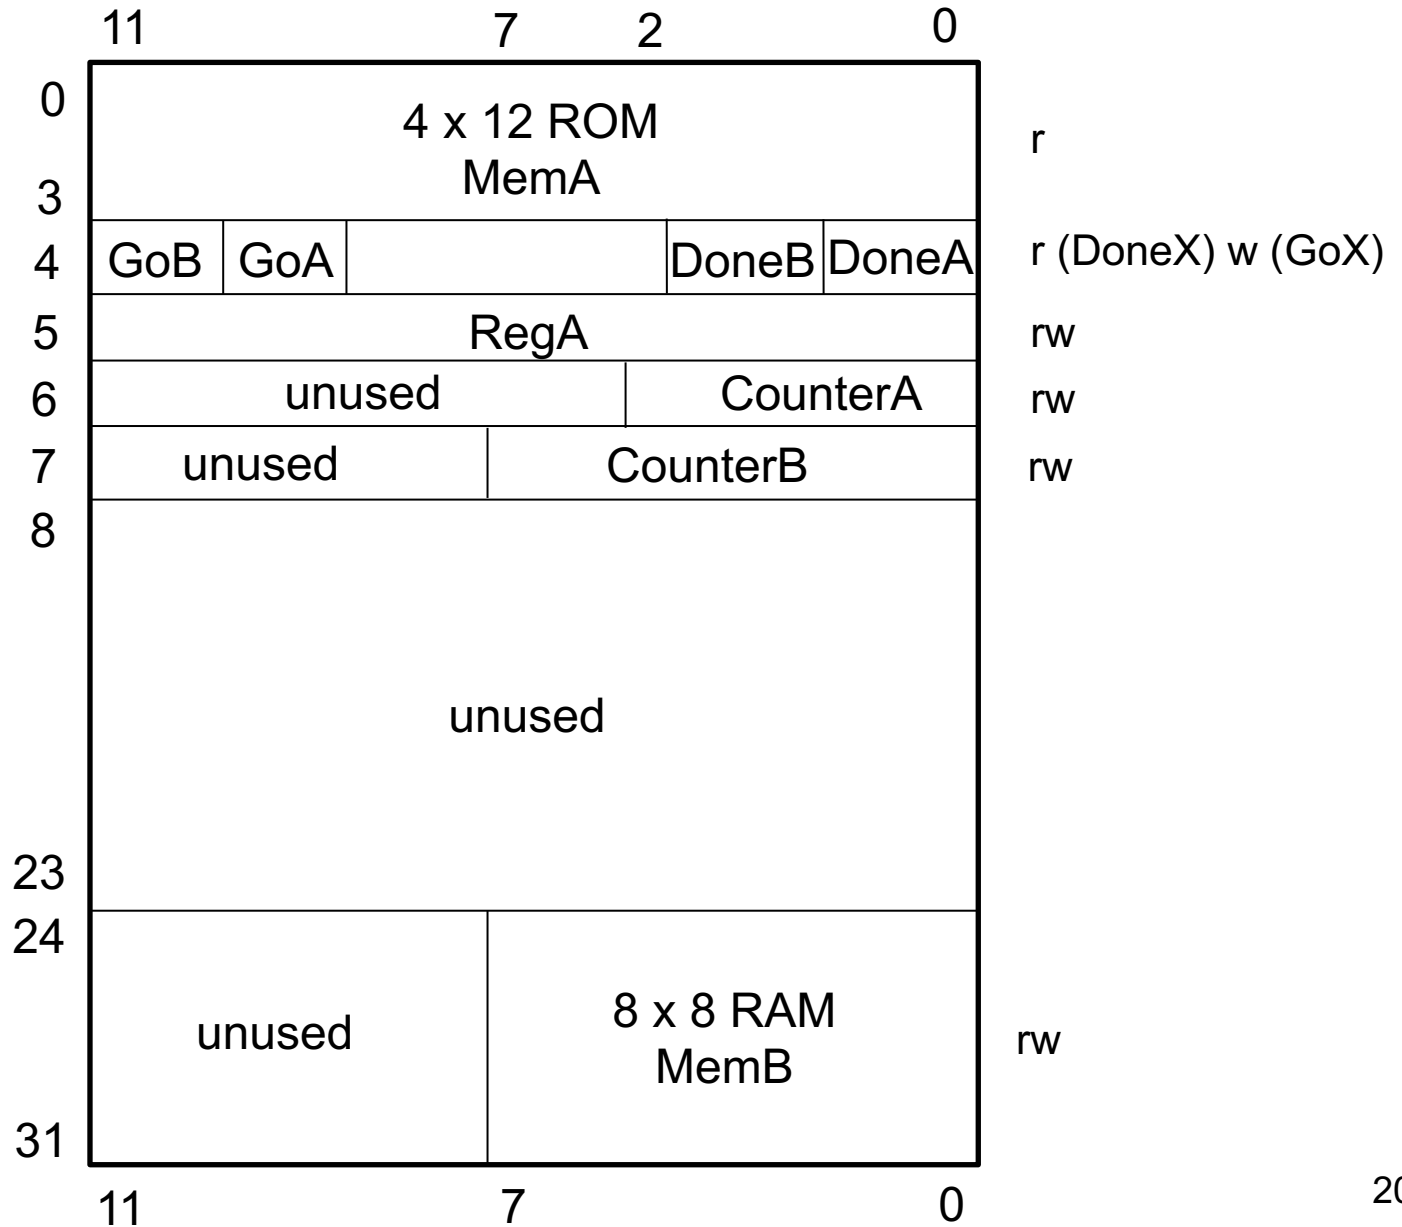 11 7 2 0
0
4 x 12 ROM
r
MemA
3
4 GoB GoA DoneB DoneA r (DoneX) w (GoX)
5 RegA rw
6 unused CounterA rw
7 unused CounterB rw
8
unused
23
24
unused 8 x 8 RAM rw
MemB
31
11 7 0
20